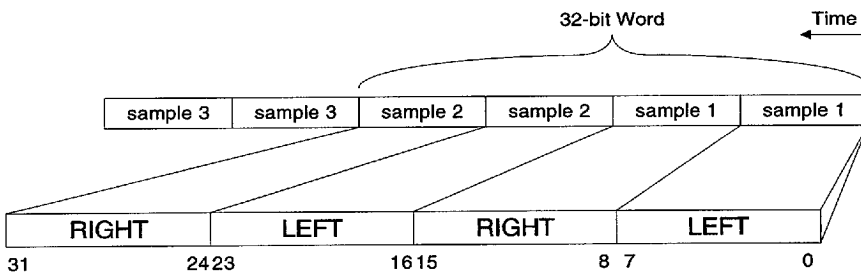 32-bit Word
Time
sample 3 sample 3 sample 2 sample 2 sample 1 sample 1
RIGHT LEFT RIGHT LEFT
31 24 23 16 15 8 7 0